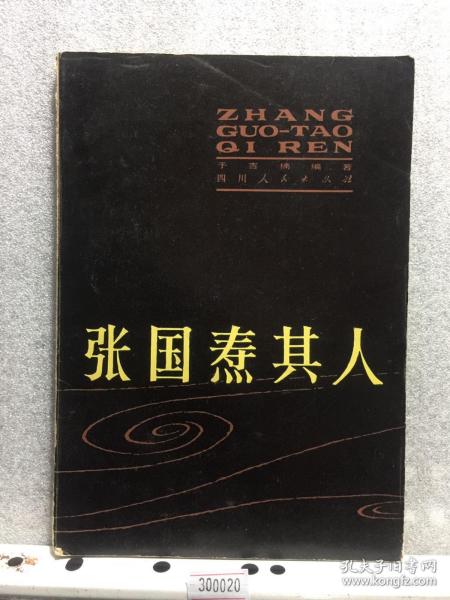 ZHANG
GUO-TAO
QI REN
于吉楠 编著
四川人民出版社
张国焘其人
300020
孔夫子旧书网
www.kongfz.com